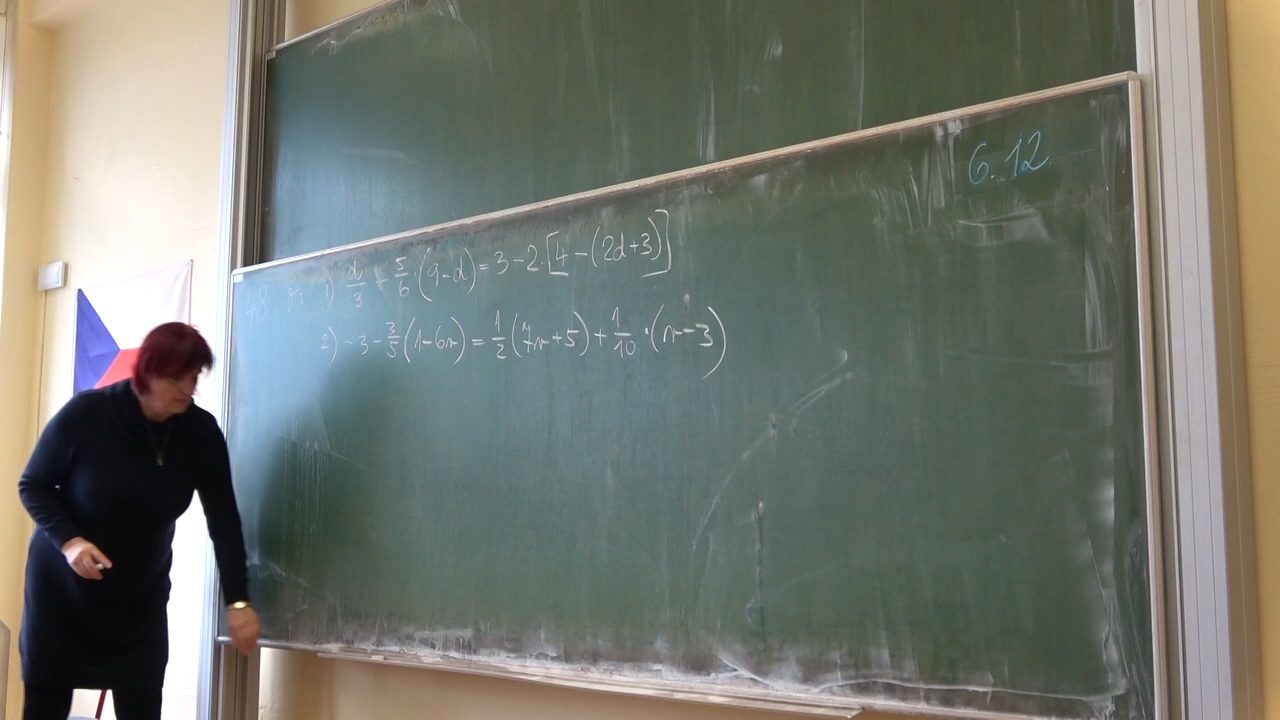 6.12.
1) d/3 + 5/6·(9-d) = 3-2·[4-(2d+3)]
2) -3-3/5(1-6r) = 1/2(7r+5)+1/10·(r-3)